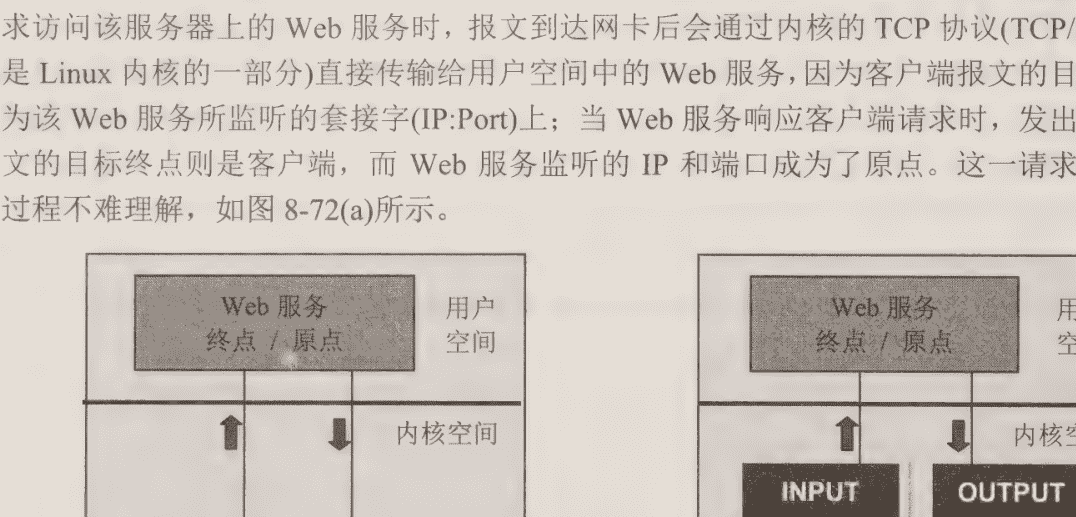 求访问该服务器上的 Web 服务时，报文到达网卡后会通过内核的 TCP 协议(TCP/
是 Linux 内核的一部分)直接传输给用户空间中的 Web 服务，因为客户端报文的目
为该 Web 服务所监听的套接字(IP:Port)上；当 Web 服务响应客户端请求时，发出
文的目标终点则是客户端，而 Web 服务监听的 IP 和端口成为了原点。这一请求
过程不难理解，如图 8-72(a)所示。
Web 服务
终点 / 原点
用户
空间
内核空间
Web 服务
终点 / 原点
用
空
内核空
INPUT
OUTPUT